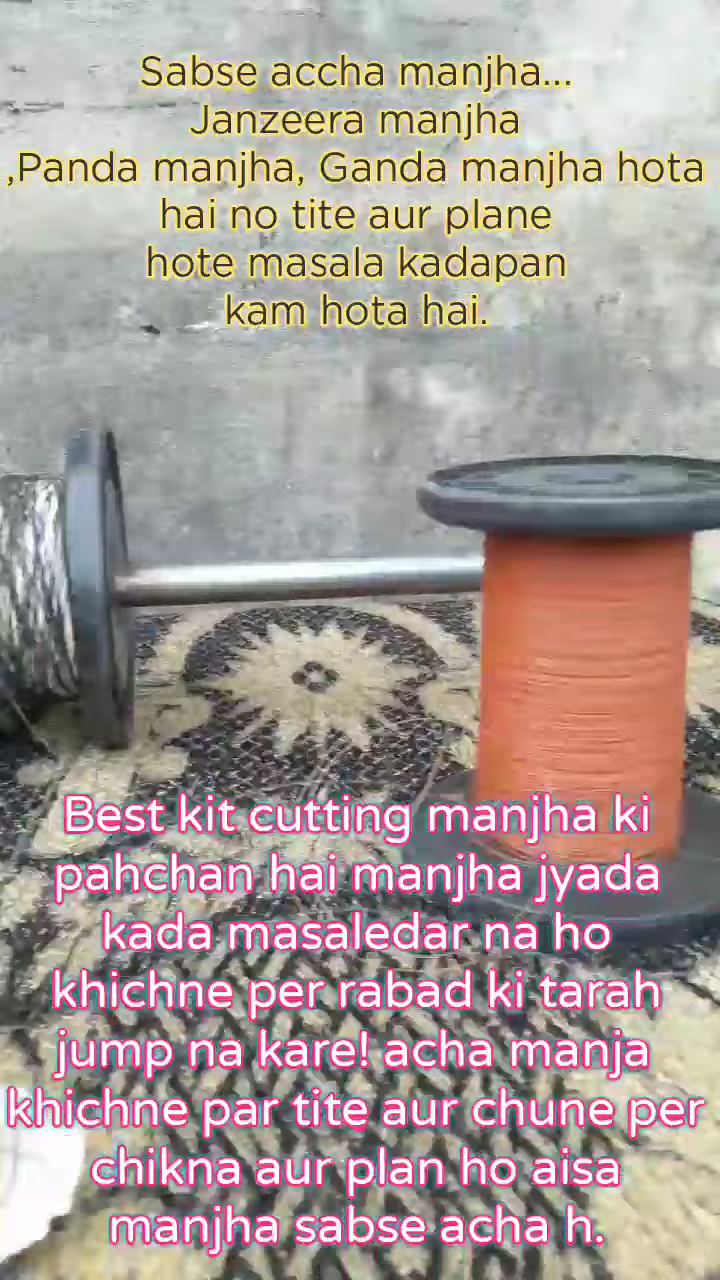 Sabse accha manjha...
Janzeera manjha
,Panda manjha, Ganda manjha hota
hai no tite aur plane
hote masala kadapan
kam hota hai.
Best kit cutting manjha ki
pahchan hai manjha jyada
kada masaledar na ho
khichne per rabad ki tarah
jump na kare! acha manja
khichne par tite aur chune per
chikna aur plan ho aisa
manjha sabse acha h.